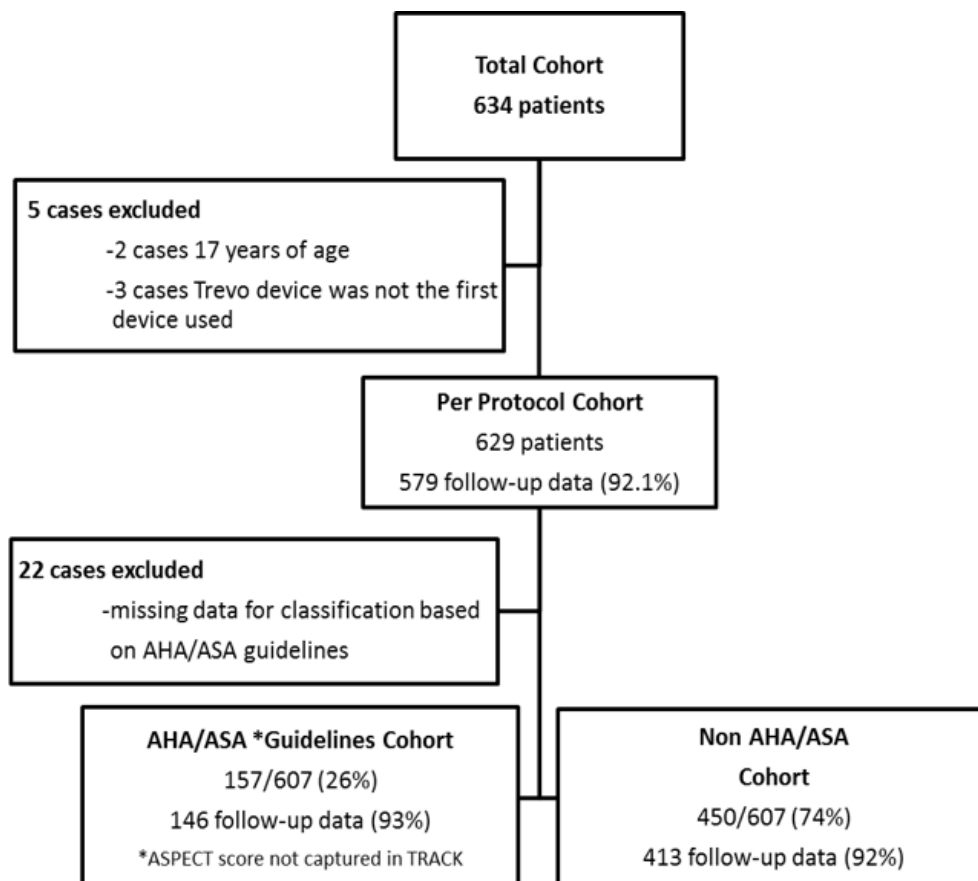 Total Cohort
634 patients
5 cases excluded
-2 cases 17 years of age
-3 cases Trevo device was not the first
device used
Per Protocol Cohort
629 patients
579 follow-up data (92.1%)
22 cases excluded
-missing data for classification based
on AHA/ASA guidelines
AHA/ASA *Guidelines Cohort
157/607 (26%)
146 follow-up data (93%)
*ASPECT score not captured in TRACK
Non AHA/ASA
Cohort
450/607 (74%)
413 follow-up data (92%)